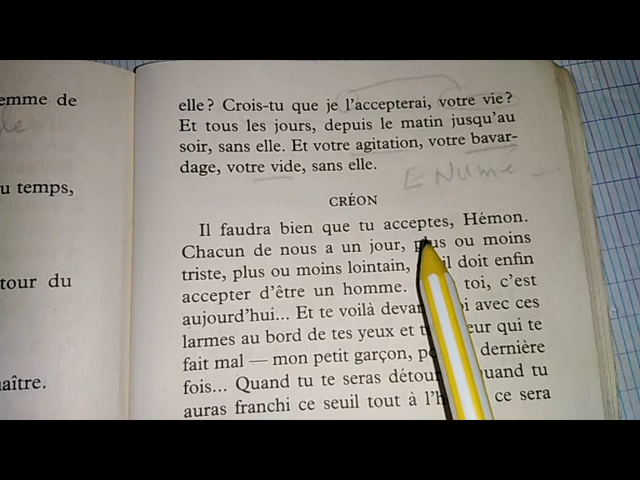 emme de
u temps,
tour du
aître.
elle ? Crois-tu que je l'accepterai, votre vie ?
Et tous les jours, depuis le matin jusqu'au
soir, sans elle. Et votre agitation, votre bavar-
dage, votre vide, sans elle.
ENume
CRÉON
Il faudra bien que tu acceptes, Hémon.
Chacun de nous a un jour, plus ou moins
triste, plus ou moins lointain, il doit enfin
accepter d'être un homme. toi, c'est
aujourd'hui... Et te voilà avec ces
larmes au bord de tes yeux et qui te
fait mal — mon petit garçon, dernière
fois... Quand tu te seras quand tu
auras franchi ce seuil tout à ce sera